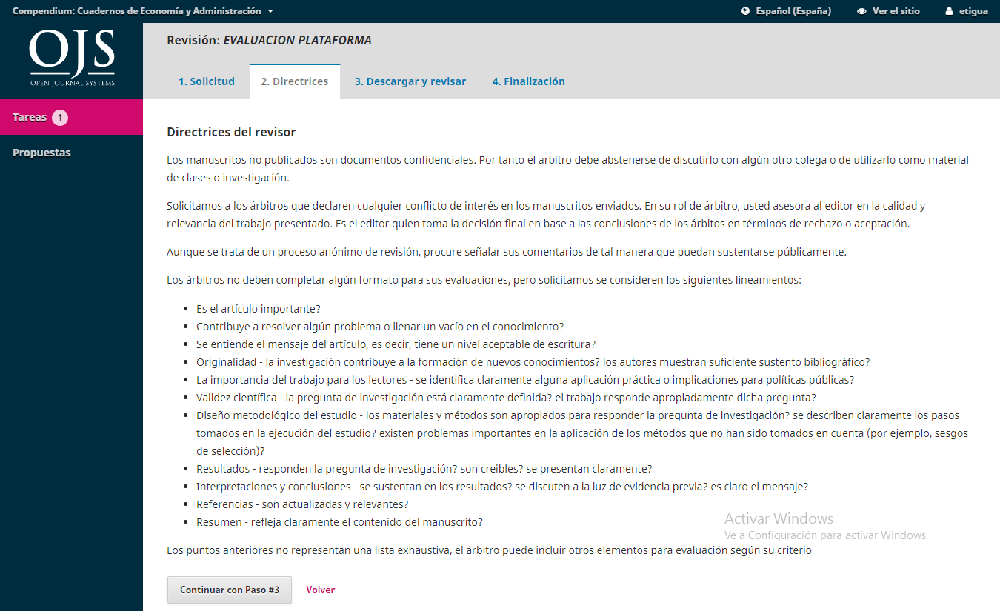 Compendium: Cuadernos de Economía y Administración
Español (España)
Ver el sitio
etigua
OJS
OPEN JOURNAL SYSTEMS
Revisión: EVALUACION PLATAFORMA
1. Solicitud
2. Directrices
3. Descargar y revisar
4. Finalización
Tareas 1
Propuestas
Directrices del revisor
Los manuscritos no publicados son documentos confidenciales. Por tanto el árbitro debe abstenerse de discutirlo con algún otro colega o de utilizarlo como material
de clases o investigación.
Solicitamos a los árbitros que declaren cualquier conflicto de interés en los manuscritos enviados. En su rol de árbitro, usted asesora al editor en la calidad y
relevancia del trabajo presentado. Es el editor quien toma la decisión final en base a las conclusiones de los árbitos en términos de rechazo o aceptación.
Aunque se trata de un proceso anónimo de revisión, procure señalar sus comentarios de tal manera que puedan sustentarse públicamente.
Los árbitros no deben completar algún formato para sus evaluaciones, pero solicitamos se consideren los siguientes lineamientos:
• Es el artículo importante?
• Contribuye a resolver algún problema o llenar un vacío en el conocimiento?
• Se entiende el mensaje del artículo, es decir, tiene un nivel aceptable de escritura?
• Originalidad - la investigación contribuye a la formación de nuevos conocimientos? los autores muestran suficiente sustento bibliográfico?
• La importancia del trabajo para los lectores - se identifica claramente alguna aplicación práctica o implicaciones para políticas públicas?
• Validez científica - la pregunta de investigación está claramente definida? el trabajo responde apropiadamente dicha pregunta?
• Diseño metodológico del estudio - los materiales y métodos son apropiados para responder la pregunta de investigación? se describen claramente los pasos
tomados en la ejecución del estudio? existen problemas importantes en la aplicación de los métodos que no han sido tomados en cuenta (por ejemplo, sesgos
de selección)?
• Resultados - responden la pregunta de investigación? son creibles? se presentan claramente?
• Interpretaciones y conclusiones - se sustentan en los resultados? se discuten a la luz de evidencia previa? es claro el mensaje?
• Referencias - son actualizadas y relevantes?
• Resumen - refleja claramente el contenido del manuscrito?
Activar Windows
Ve a Configuración para activar Windows.
Los puntos anteriores no representan una lista exhaustiva, el árbitro puede incluir otros elementos para evaluación según su criterio
Continuar con Paso #3
Volver